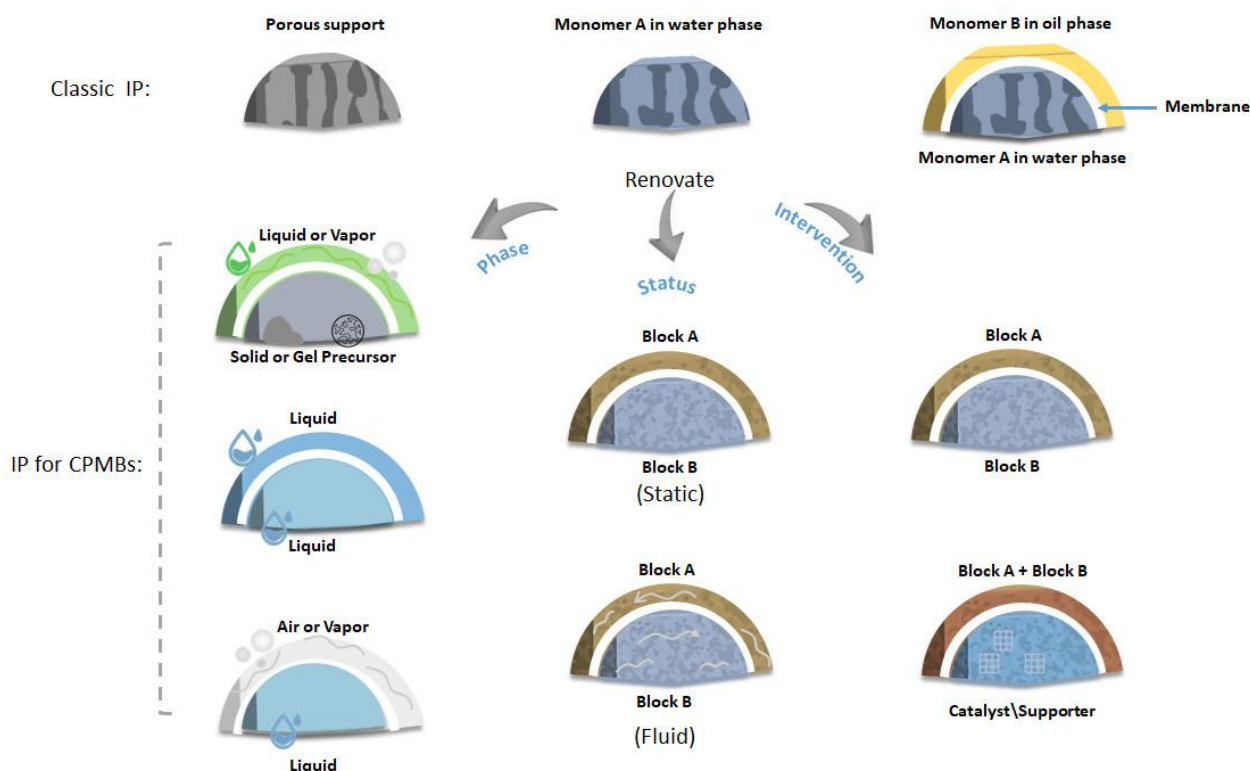 Porous support
Monomer A in water phase
Monomer B in oil phase
Classic IP:
Membrane
Monomer A in water phase
Renovate
Phase
Status
Intervention
Liquid or Vapor
Solid or Gel Precursor
Block A
Block A
IP for CPMBs:
Liquid
Liquid
Block B
(Static)
Block B
Air or Vapor
Liquid
Block A
Block B
(Fluid)
Block A + Block B
Catalyst\Supporter